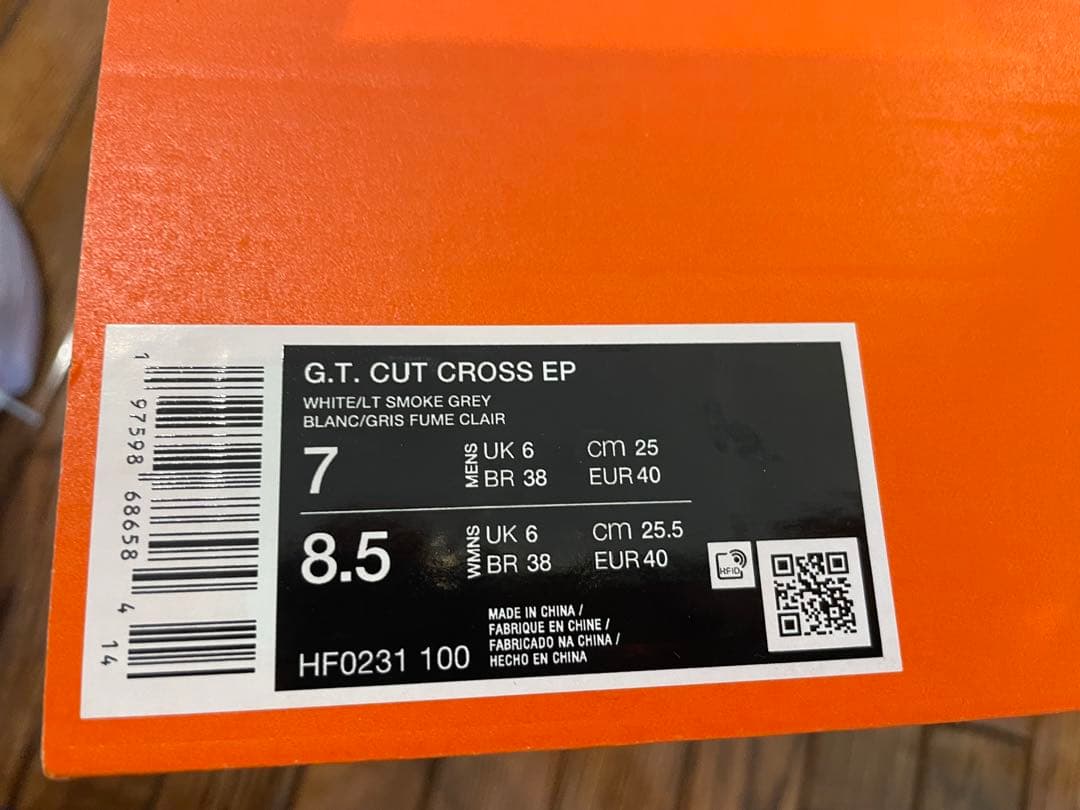 G.T. CUT CROSS EP
WHITE/LT SMOKE GREY
BLANC/GRIS FUME CLAIR
7 MENS UK 6 CM 25
BR 38 EUR 40
8.5 WMNS UK 6 CM 25.5
BR 38 EUR 40
RFID
HF0231 100
MADE IN CHINA /
FABRIQUE EN CHINE /
FABRICADO NA CHINA /
HECHO EN CHINA
1 97598 68658 4 14